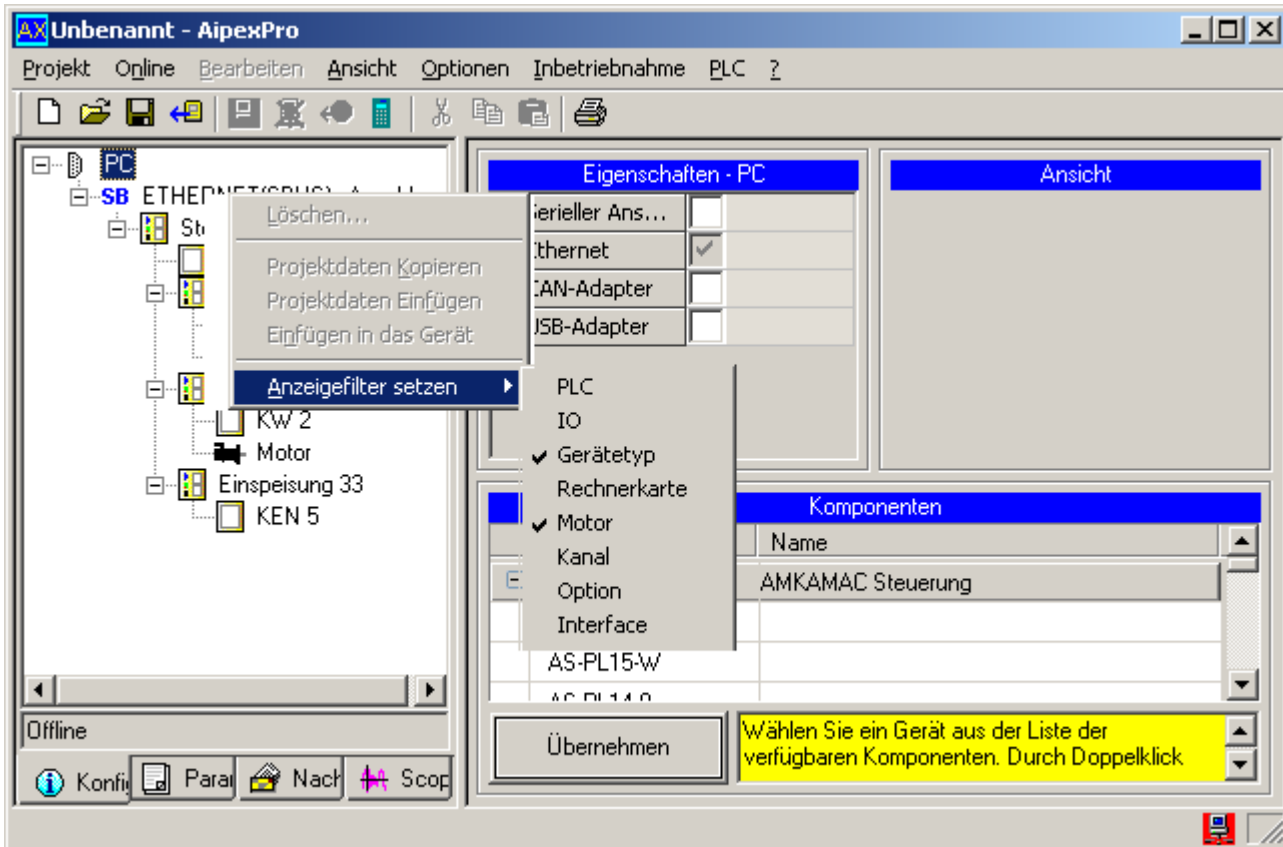 AX Unbenannt - AipexPro
Projekt Online Bearbeiten Ansicht Optionen Inbetriebnahme PLC ?
PC
SB
KW 2
Motor
Einspeisung 33
KEN 5
Löschen...
Projektdaten Kopieren
Projektdaten Einfügen
Einfügen in das Gerät
Anzeigefilter setzen
PLC
IO
Gerätetyp
Rechnerkarte
Motor
Kanal
Option
Interface
Eigenschaften - PC
Serieller Ans...
Ethernet
CAN-Adapter
USB-Adapter
Ansicht
Komponenten
Name
AMKAMAC Steuerung
AS-PL15-W
Übernehmen
Wählen Sie ein Gerät aus der Liste der
verfügbaren Komponenten. Durch Doppelklick
Offline
Konfi Para Nach Scop